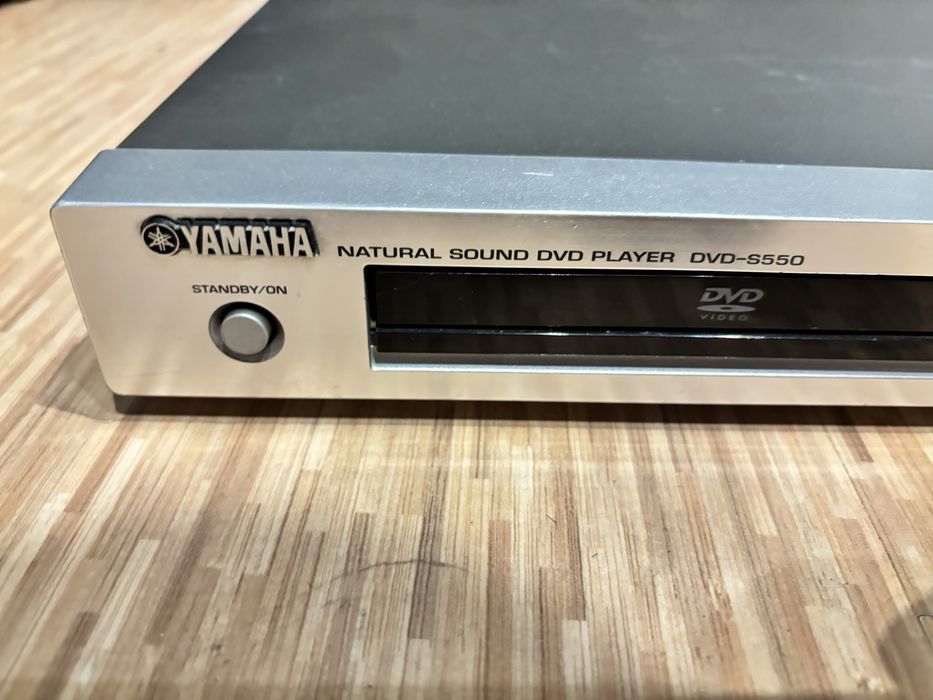 YAMAHA NATURAL SOUND DVD PLAYER DVD-S550
STANDBY/ON
DVD
VIDEO